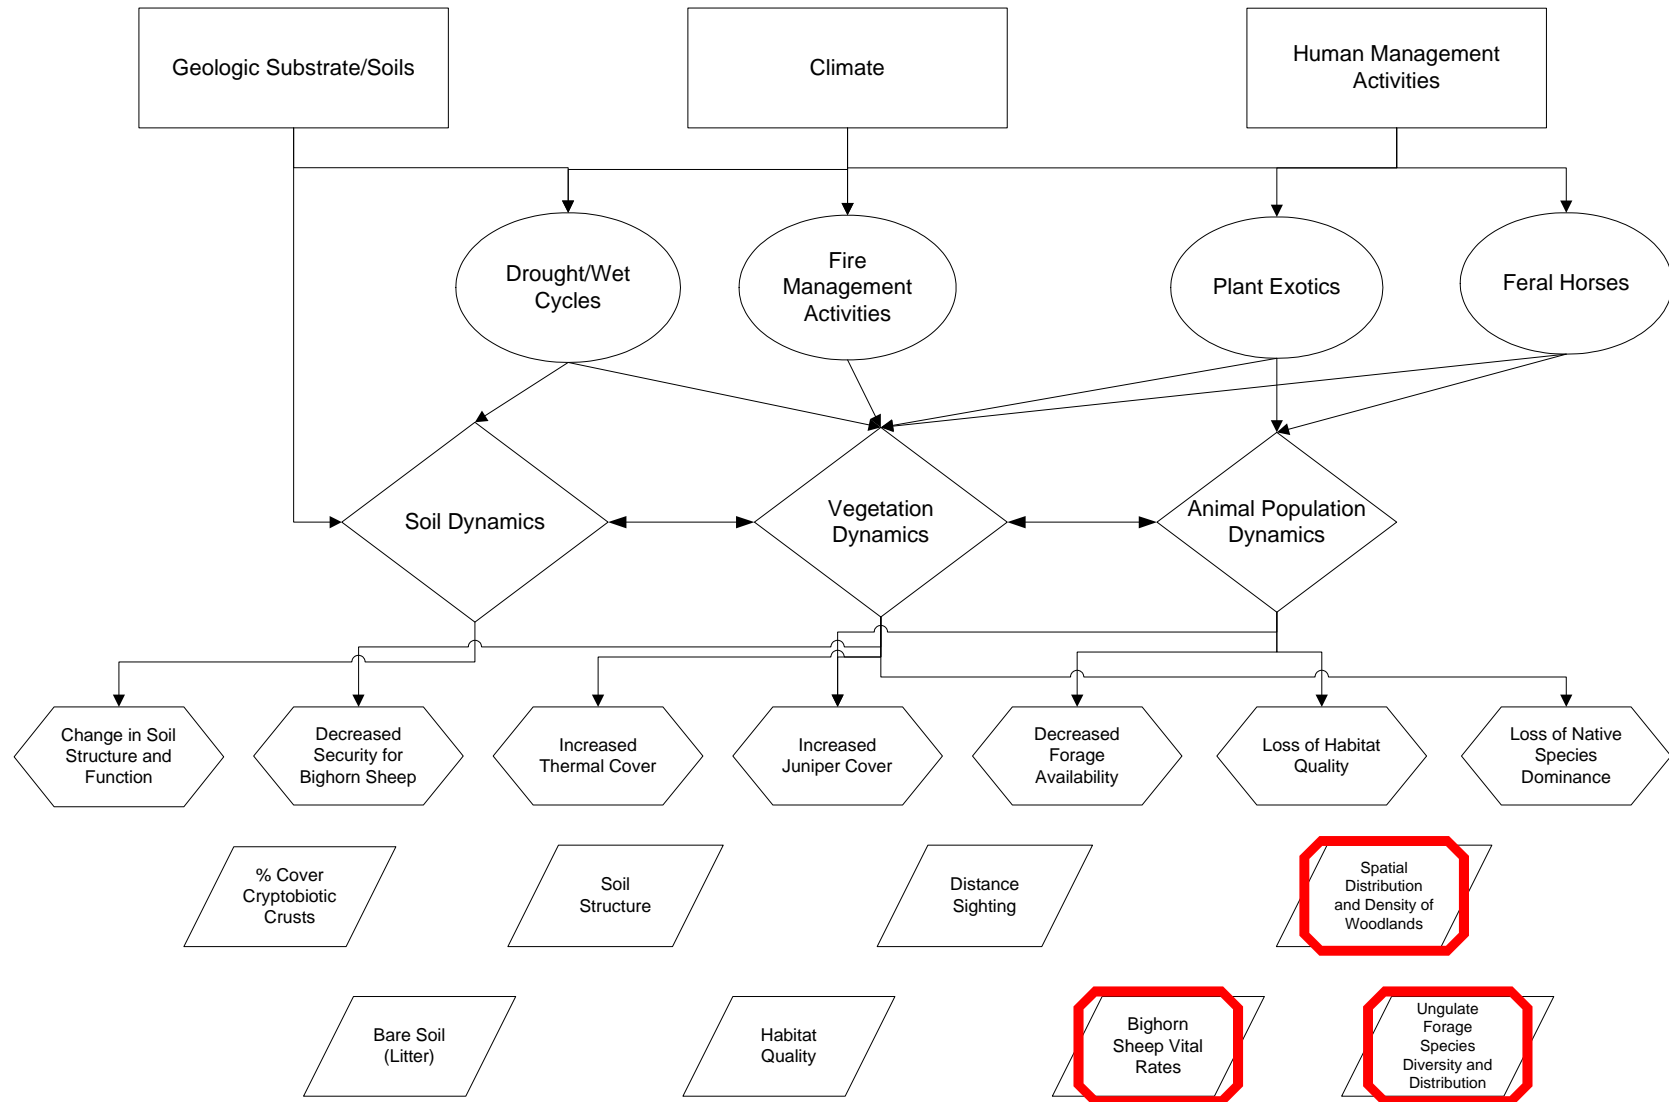 Geologic Substrate/Soils
Climate
Human Management
Activities
Drought/Wet
Cycles
Fire
Management
Activities
Plant Exotics
Feral Horses
Soil Dynamics
Vegetation
Dynamics
Animal Population
Dynamics
Change in Soil
Structure and
Function
Decreased
Security for
Bighorn Sheep
Increased
Thermal Cover
Increased
Juniper Cover
Decreased
Forage
Availability
Loss of Habitat
Quality
Loss of Native
Species
Dominance
% Cover
Cryptobiotic
Crusts
Soil
Structure
Distance
Sighting
Spatial
Distribution
and Density of
Woodlands
Bare Soil
(Litter)
Habitat
Quality
Bighorn
Sheep Vital
Rates
Ungulate
Forage
Species
Diversity and
Distribution